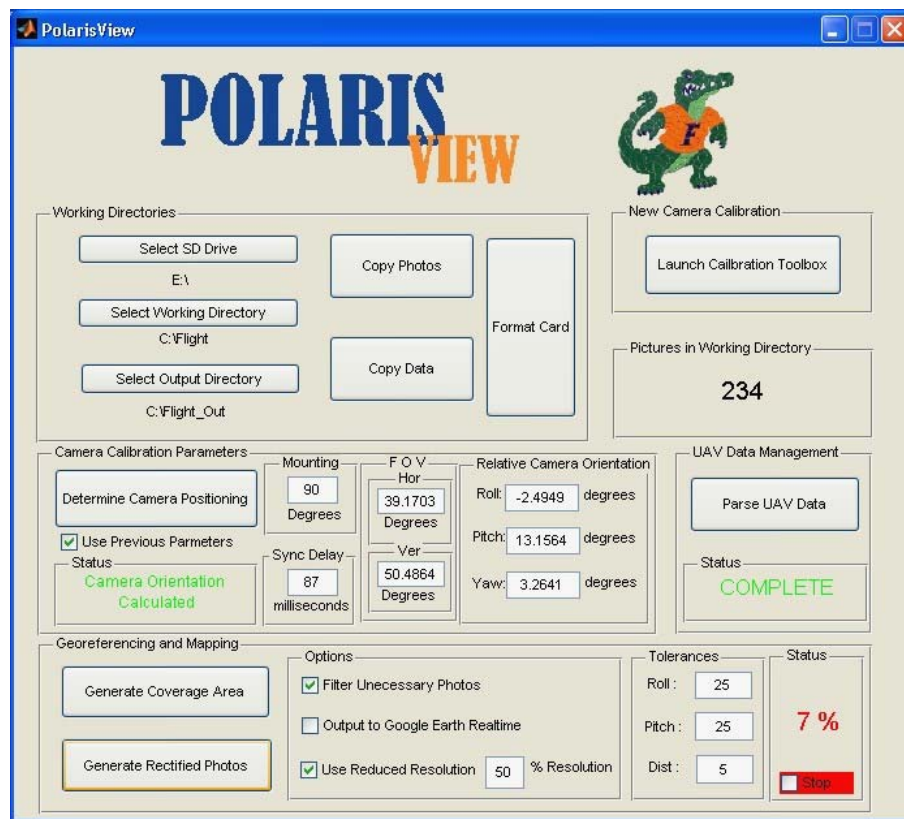 PolarisView
POLARIS
VIEW
F
Working Directories
Select SD Drive
E:\
Select Working Directory
C:\Flight
Select Output Directory
C:\Flight_Out
Copy Photos
Copy Data
Format Card
New Camera Calibration
Launch Cailbration Toolbox
Pictures in Working Directory
234
Camera Calibration Parameters
Determine Camera Positioning
Use Previous Parmeters
Status
Camera Orientation
Calculated
Mounting
90
Degrees
Sync Delay
87
milliseconds
F O V
Hor
39.1703
Degrees
Ver
50.4864
Degrees
Relative Camera Orientation
Roll: -2.4949 degrees
Pitch: 13.1564 degrees
Yaw: 3.2641 degrees
UAV Data Management
Parse UAV Data
Status
COMPLETE
Georeferencing and Mapping
Generate Coverage Area
Generate Rectified Photos
Options
Filter Unecessary Photos
Output to Google Earth Realtime
Use Reduced Resolution 50 % Resolution
Tolerances
Roll : 25
Pitch : 25
Dist : 5
Status
7 %
Stop